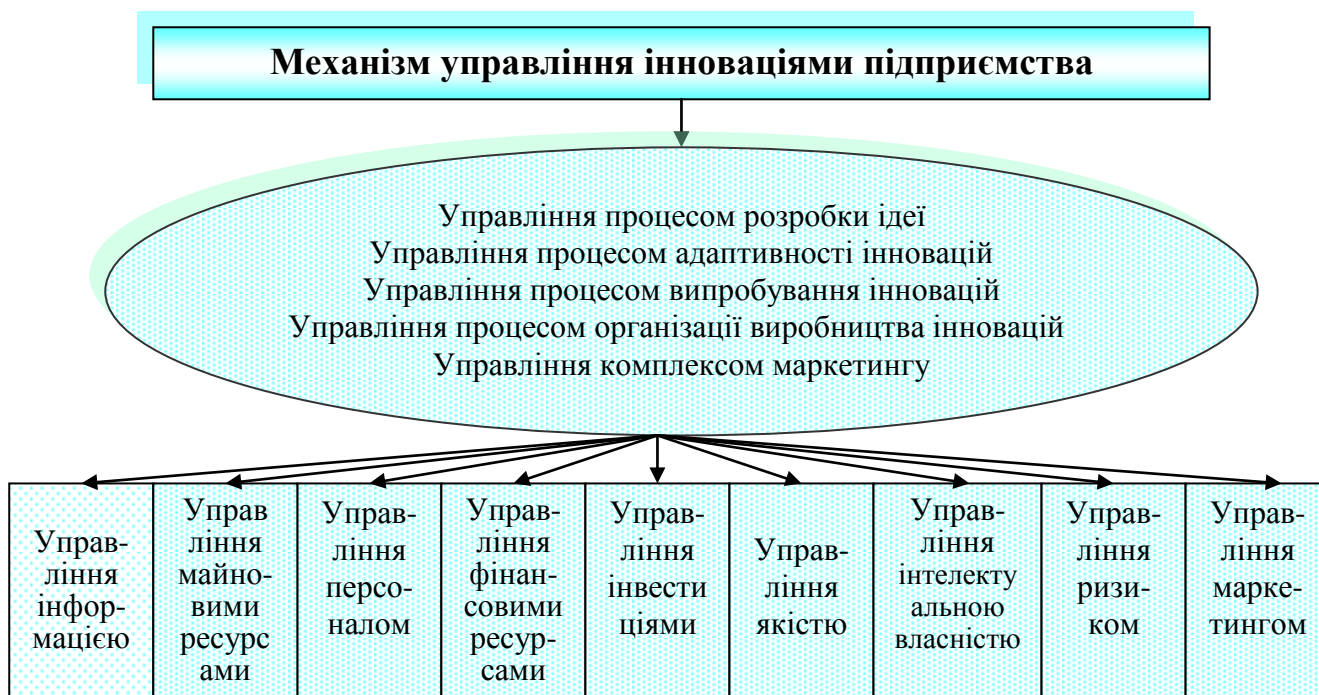 Механізм управління інноваціями підприємства
Управління процесом розробки ідеї
Управління процесом адаптивності інновацій
Управління процесом випробування інновацій
Управління процесом організації виробництва інновацій
Управління комплексом маркетингу
Управ-
ління
інфор-
мацією
Управ
ління
майно-
вими
ресурс
ами
Управ-
ління
персо-
налом
Управ-
ління
фінан-
совими
ресур-
сами
Управ-
ління
інвести
ціями
Управ-
ління
якістю
Управ-
ління
інтелекту
альною
власністю
Управ-
ління
ризи-
ком
Управ-
ління
марке-
тингом